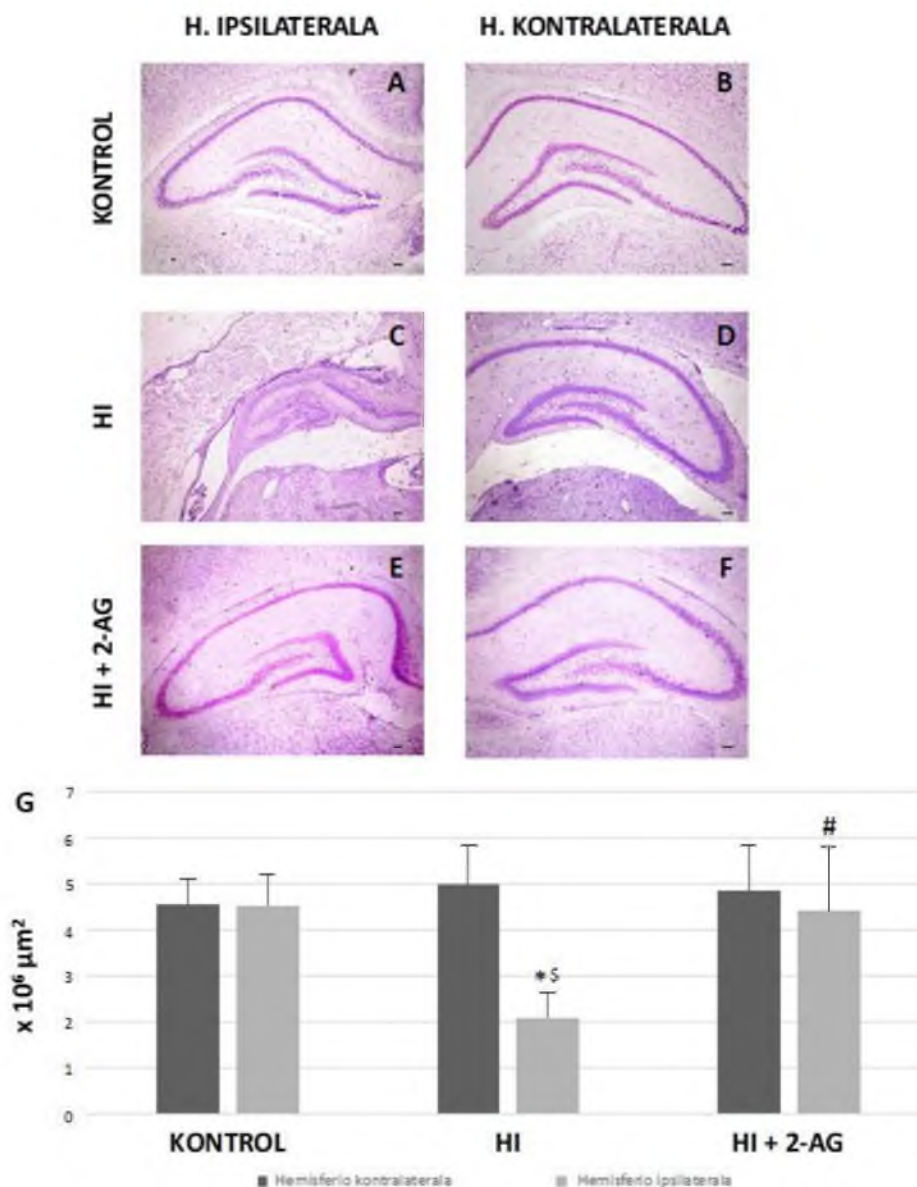 H. IPSILATERALA H. KONTRALATERALA
KONTROL A B
HI C D
HI + 2-AG E F
G
x 10⁶ µm²
7
6
5
4
3
2
1
0
* $
#
KONTROL HI HI + 2-AG
Hemisferio kontralaterala Hemisferio ipsilaterala